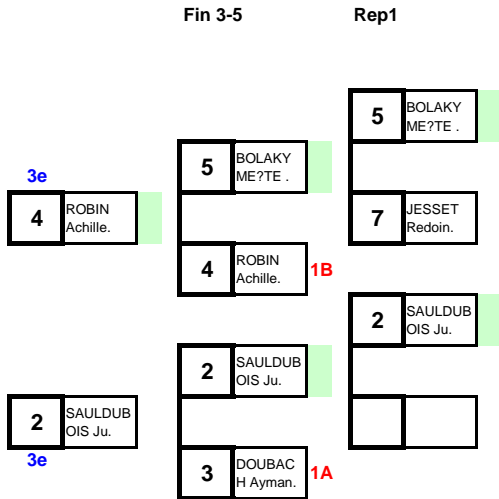 Fin 3-5
Rep1
5
BOLAKY
ME?TE .
7
JESSET
Redoin.
2
SAULDUB
OIS Ju.
5
BOLAKY
ME?TE .
4
ROBIN
Achille.
1B
2
SAULDUB
OIS Ju.
3
DOUBAC
H Ayman.
1A
3e
4
ROBIN
Achille.
2
SAULDUB
OIS Ju.
3e